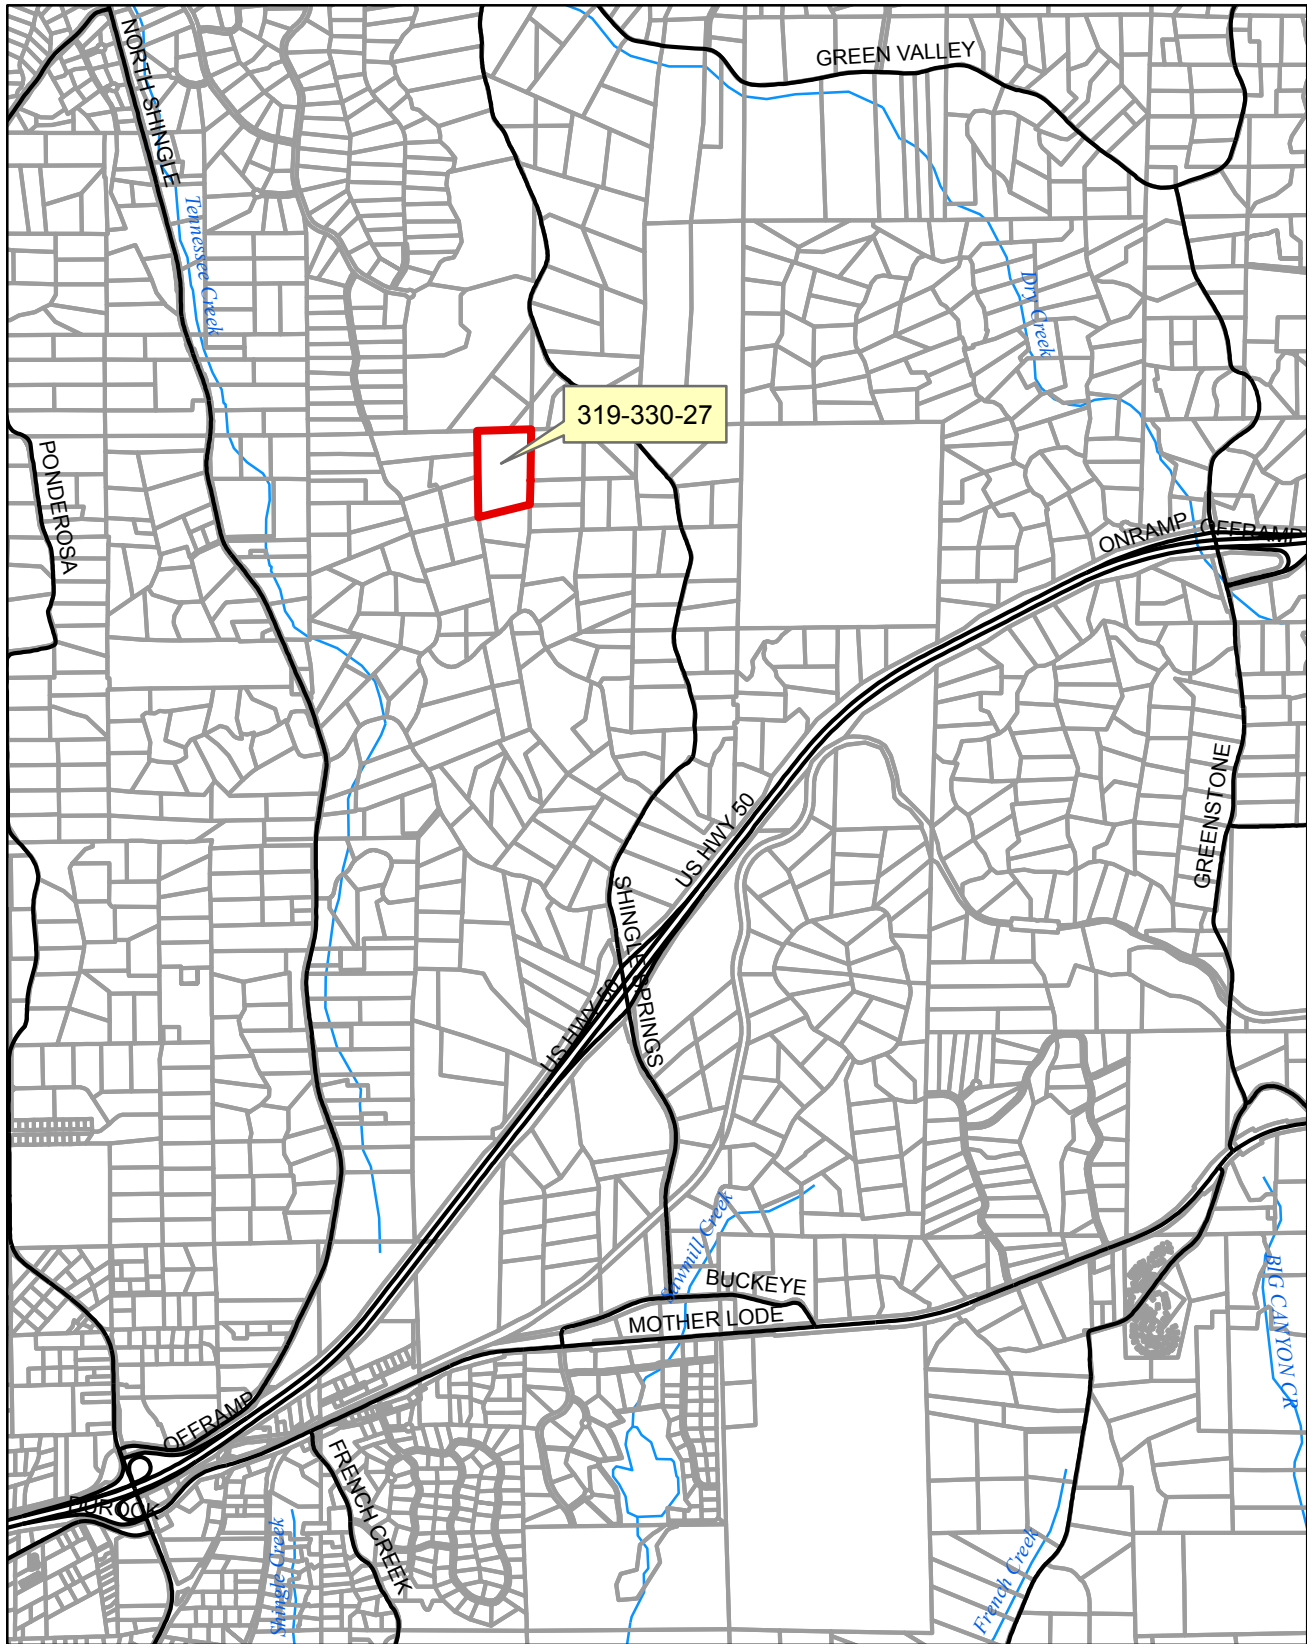 GREEN VALLEY
NORTH SHINGLE
Tennessee Creek
Dry Creek
319-330-27
PONDEROSA
ONRAMP
OFFRAMP
GREENSTONE
US HWY 50
SHINGLE SPRINGS
US HWY 50
Sawmill Creek
BUCKEYE
MOTHER LODE
BIG CANYON CR
OFFRAMP
FRENCH CREEK
DUROCK
Shingle Creek
French Creek